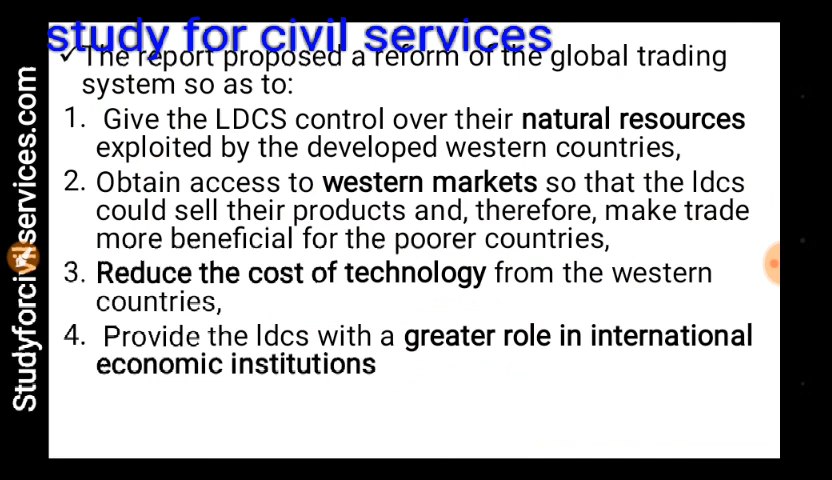 study for civil services
✓ The report proposed a reform of the global trading
system so as to:
1. Give the LDCS control over their natural resources
exploited by the developed western countries,
2. Obtain access to western markets so that the ldcs
could sell their products and, therefore, make trade
more beneficial for the poorer countries,
3. Reduce the cost of technology from the western
countries,
4. Provide the ldcs with a greater role in international
economic institutions
Studyforcivilservices.com